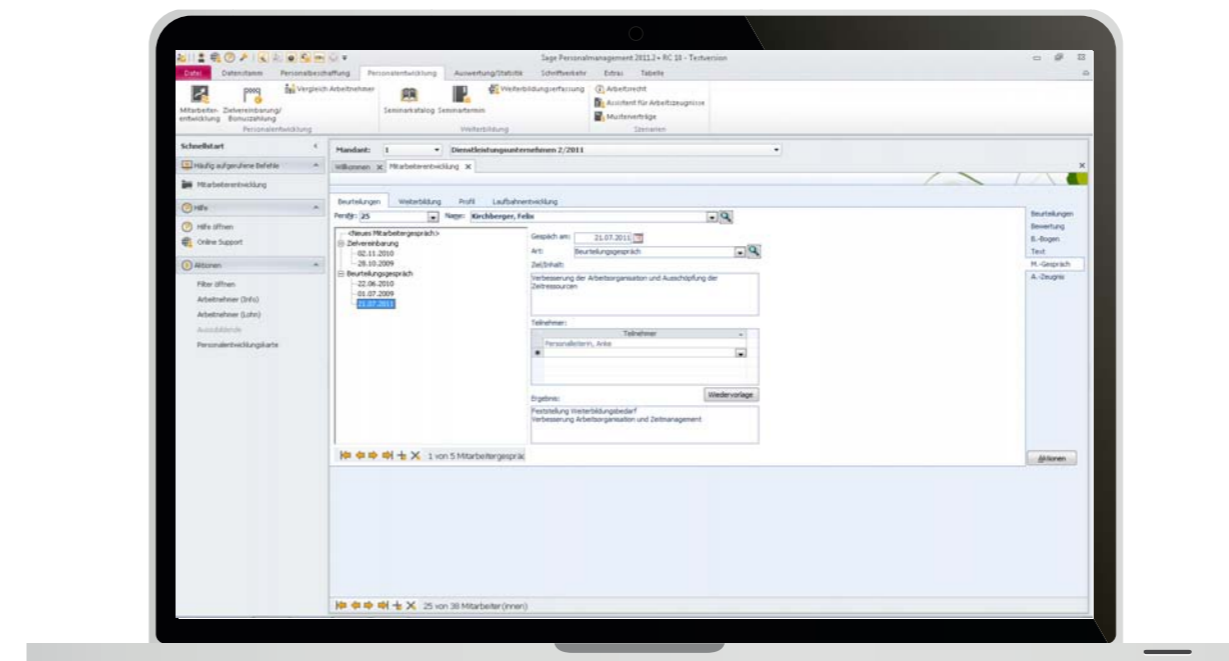 Sage Personalmanagement 2011.2 - RC 10 - Testversion
Datei Datenstamm Personalbeschaffung Personalentwicklung Auswertung/Statistik Schriftverkehr Extras Tabelle
Mitarbeiter-entwicklung
Zielvereinbarung/ Bonuszahlung
Vergleich Arbeitnehmer
Personalentwicklung
Seminarkatalog Seminartermin
Weiterbildungserfassung
Weiterbildung
Arbeitsrecht
Assistent für Arbeitszeugnisse
Musterverträge
Szenarien
Schnellstart
Häufig aufgerufene Befehle
Mitarbeiterentwicklung
Hilfe
Hilfe öffnen
Online Support
Aktionen
Filter öffnen
Arbeitnehmer (Info)
Arbeitnehmer (Lohn)
Auszubildende
Personalentwicklungskarte
Mandant: 1 Dienstleistungsunternehmen 2/2011
Willkommen Mitarbeiterentwicklung
Beurteilungen Weiterbildung Profil Laufbahnentwicklung
PersNr: 25 Name: Kirchberger, Felix
<Neues Mitarbeitergespräch>
Zielvereinbarung
02.11.2010
28.10.2009
Beurteilungsgespräch
22.06.2010
01.07.2009
21.07.2011
1 von 5 Mitarbeitergespräc
Gespräch am: 21.07.2011
Art: Beurteilungsgespräch
Ziel/Inhalt:
Verbesserung der Arbeitsorganisation und Ausschöpfung der
Zeitressourcen
Teilnehmer:
Teilnehmer
Personalleiterin, Anke
Wiedervorlage
Ergebnis:
Feststellung Weiterbildungsbedarf
Verbesserung Arbeitsorganisation und Zeitmanagement
Beurteilungen
Bewertung
B.-Bogen
Text
M.-Gespräch
A.-Zeugnis
Aktionen
25 von 38 Mitarbeiter(innen)